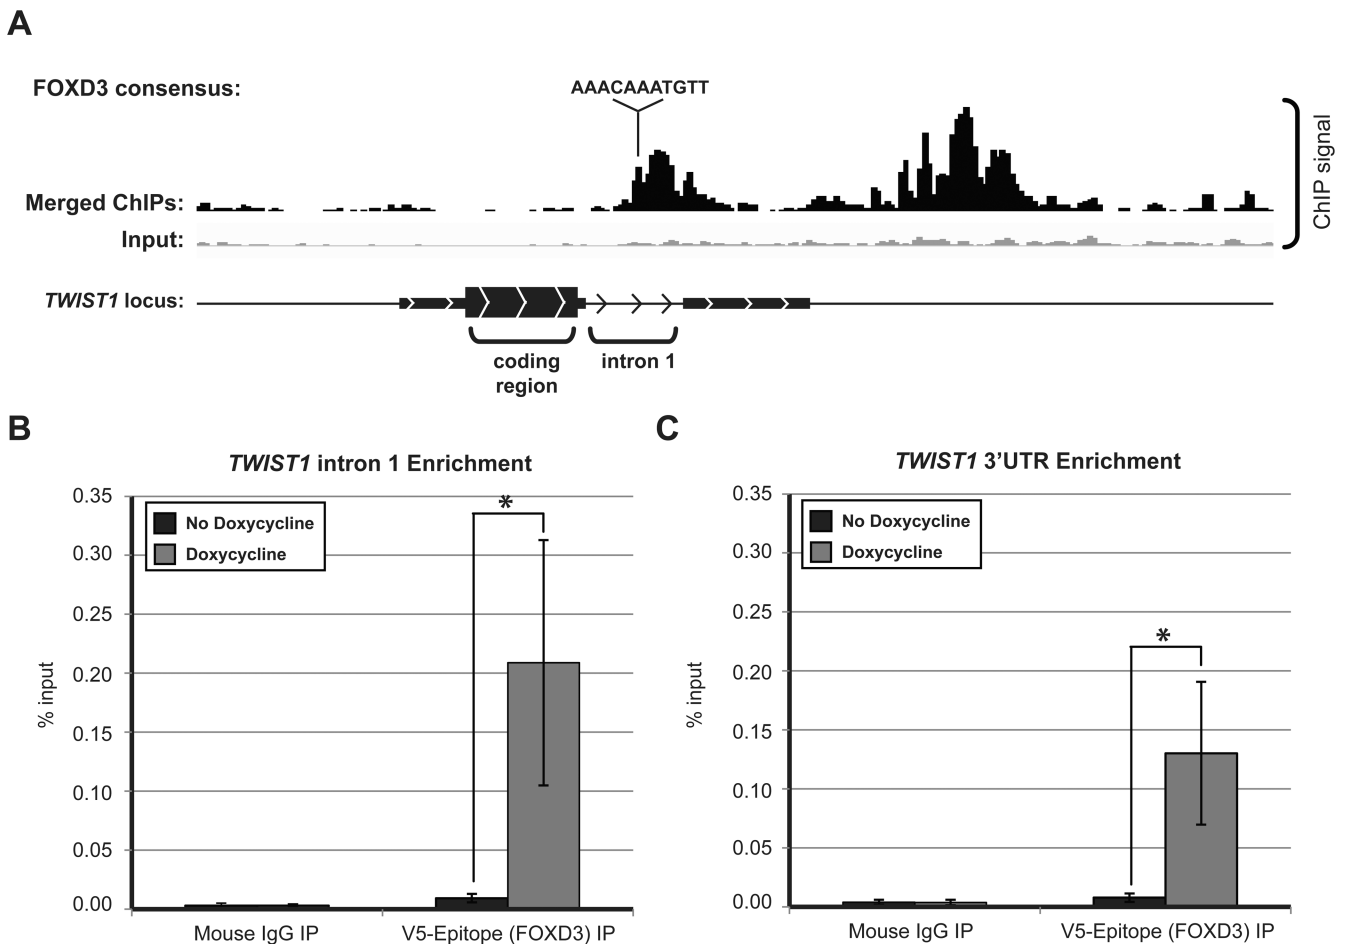 A
FOXD3 consensus:
AAACAAATGTT
Merged ChIPs:
Input:
ChIP signal
TWIST1 locus:
coding
region
intron 1
B
TWIST1 intron 1 Enrichment
No Doxycycline
Doxycycline
*
% input
0.35
0.30
0.25
0.20
0.15
0.10
0.05
0.00
Mouse IgG IP
V5-Epitope (FOXD3) IP
C
TWIST1 3’UTR Enrichment
No Doxycycline
Doxycycline
*
% input
0.35
0.30
0.25
0.20
0.15
0.10
0.05
0.00
Mouse IgG IP
V5-Epitope (FOXD3) IP